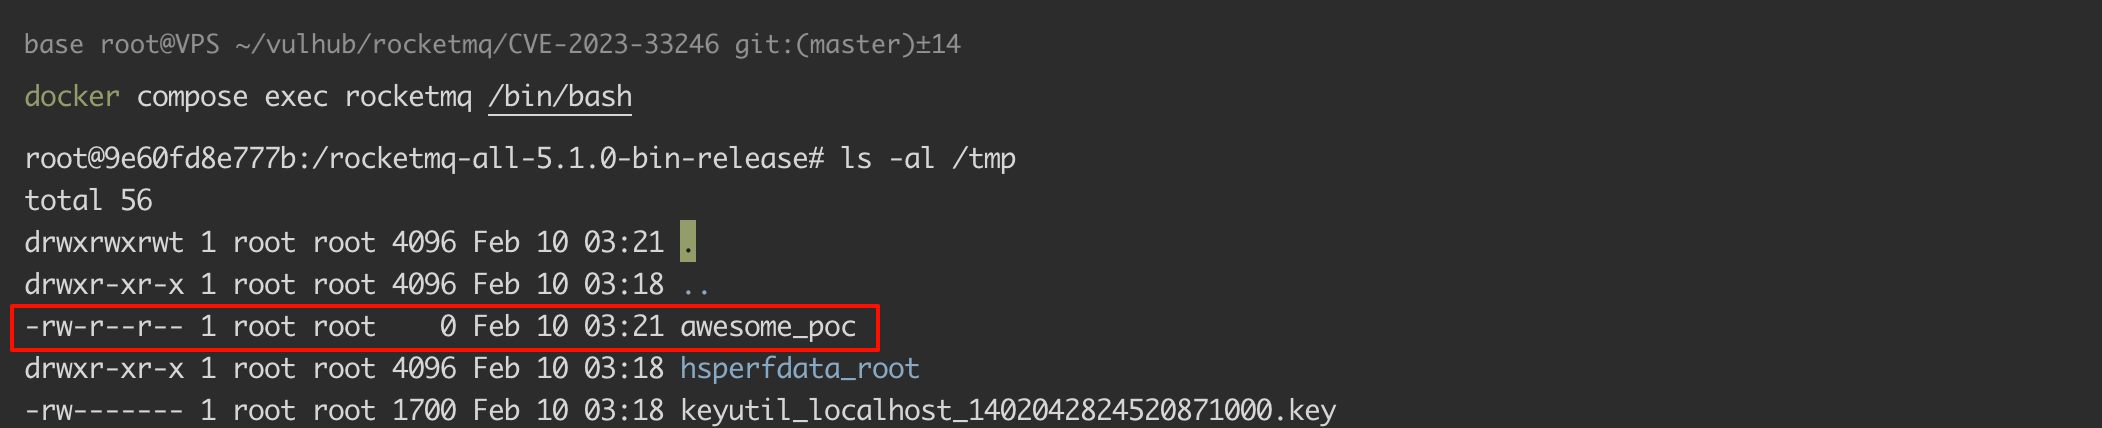 base root@VPS ~/vulhub/rocketmq/CVE-2023-33246 git:(master)±14
docker compose exec rocketmq /bin/bash
root@9e60fd8e777b:/rocketmq-all-5.1.0-bin-release# ls -al /tmp
total 56
drwxrwxrwt 1 root root 4096 Feb 10 03:21 .
drwxr-xr-x 1 root root 4096 Feb 10 03:18 ..
-rw-r--r-- 1 root root    0 Feb 10 03:21 awesome_poc
drwxr-xr-x 1 root root 4096 Feb 10 03:18 hsperfdata_root
-rw------- 1 root root 1700 Feb 10 03:18 keyutil_localhost_1402042824520871000.key